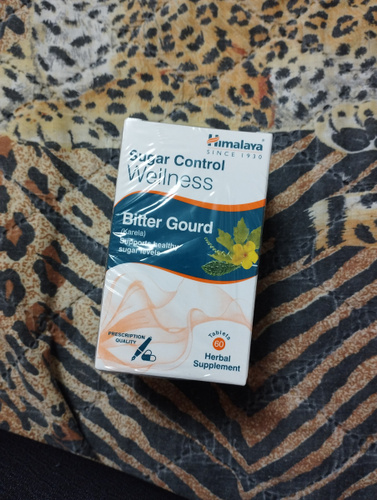 Himalaya
SINCE 1930
Sugar Control
Wellness
Bitter Gourd
(Karela)
Supports healthy
sugar levels
PRESCRIPTION
QUALITY
Tablets
60
Herbal
Supplement